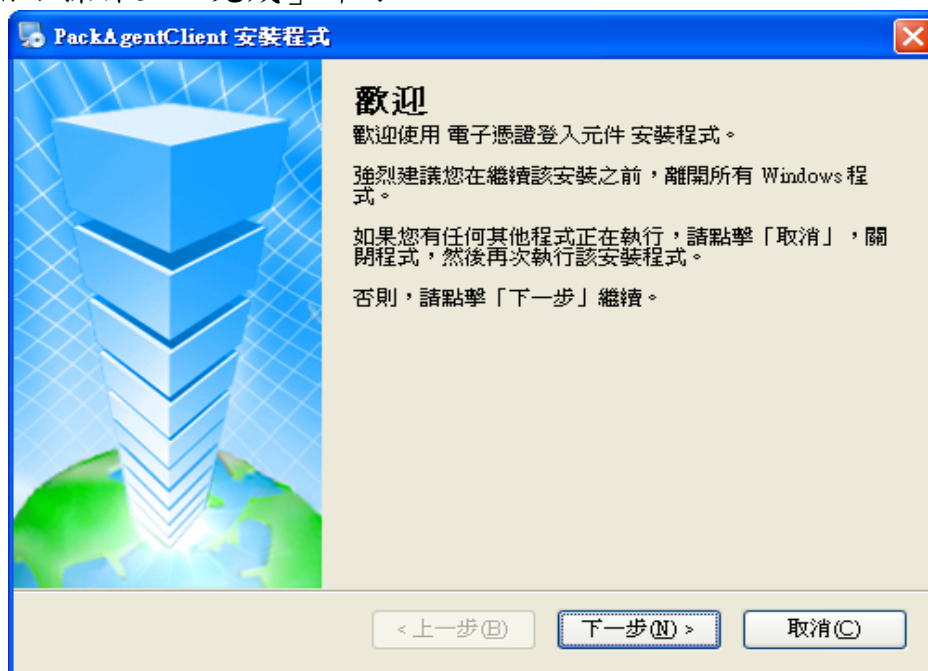 完成」
PackAgentClient 安裝程式
歡迎
歡迎使用 電子憑證登入元件 安裝程式。
強烈建議您在繼續該安裝之前，離開所有 Windows 程
式。
如果您有任何其他程式正在執行，請點擊「取消」，關
閉程式，然後再次執行該安裝程式。
否則，請點擊「下一步」繼續。
<上一步(B)
下一步(N) >
取消(C)